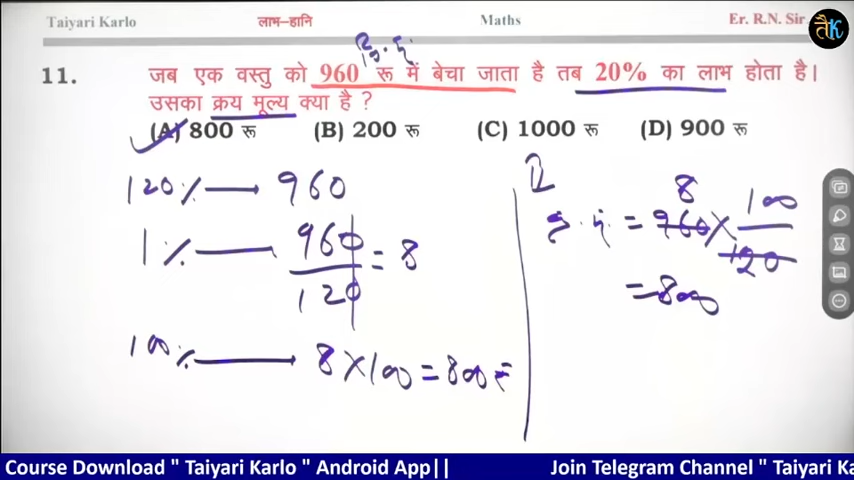 Taiyari Karlo लाभ–हानि Maths Er. R.N. Sir
तैK
वि.मू.
11. जब एक वस्तु को 960 रू में बेचा जाता है तब 20% का लाभ होता है।
उसका क्रय मूल्य क्या है ?
(A) 800 रू (B) 200 रू (C) 1000 रू (D) 900 रू
120% — 960
1% — 960/120 = 8
100% — 8 × 100 = 800 =
क्र.मू. = 960 × 100/120
8
= 800
Course Download " Taiyari Karlo " Android App|| Join Telegram Channel " Taiyari Ka